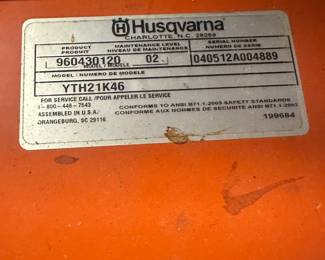 Husqvarna
CHARLOTTE, N.C. 28269
PRODUCT MAINTENANCE LEVEL SERIAL NUMBER
PRODUIT NIVEAU DE MAINTENANCE NUMERO DE SERIE
960430120 02 040512A004889
MODEL / MODELE
MODEL / NUMERO DE MODELE
YTH21K46
FOR SERVICE CALL /POUR APPELER LE SERVICE
1-800-448-7543
ASSEMBLED IN U.S.A.
ORANGEBURG, SC 29116
CONFORMS TO ANSI B71.1-2003 SAFETY STANDARDS
CONFORME AUX NORMES DE SECURITE ANSI B71.1-2003
199684